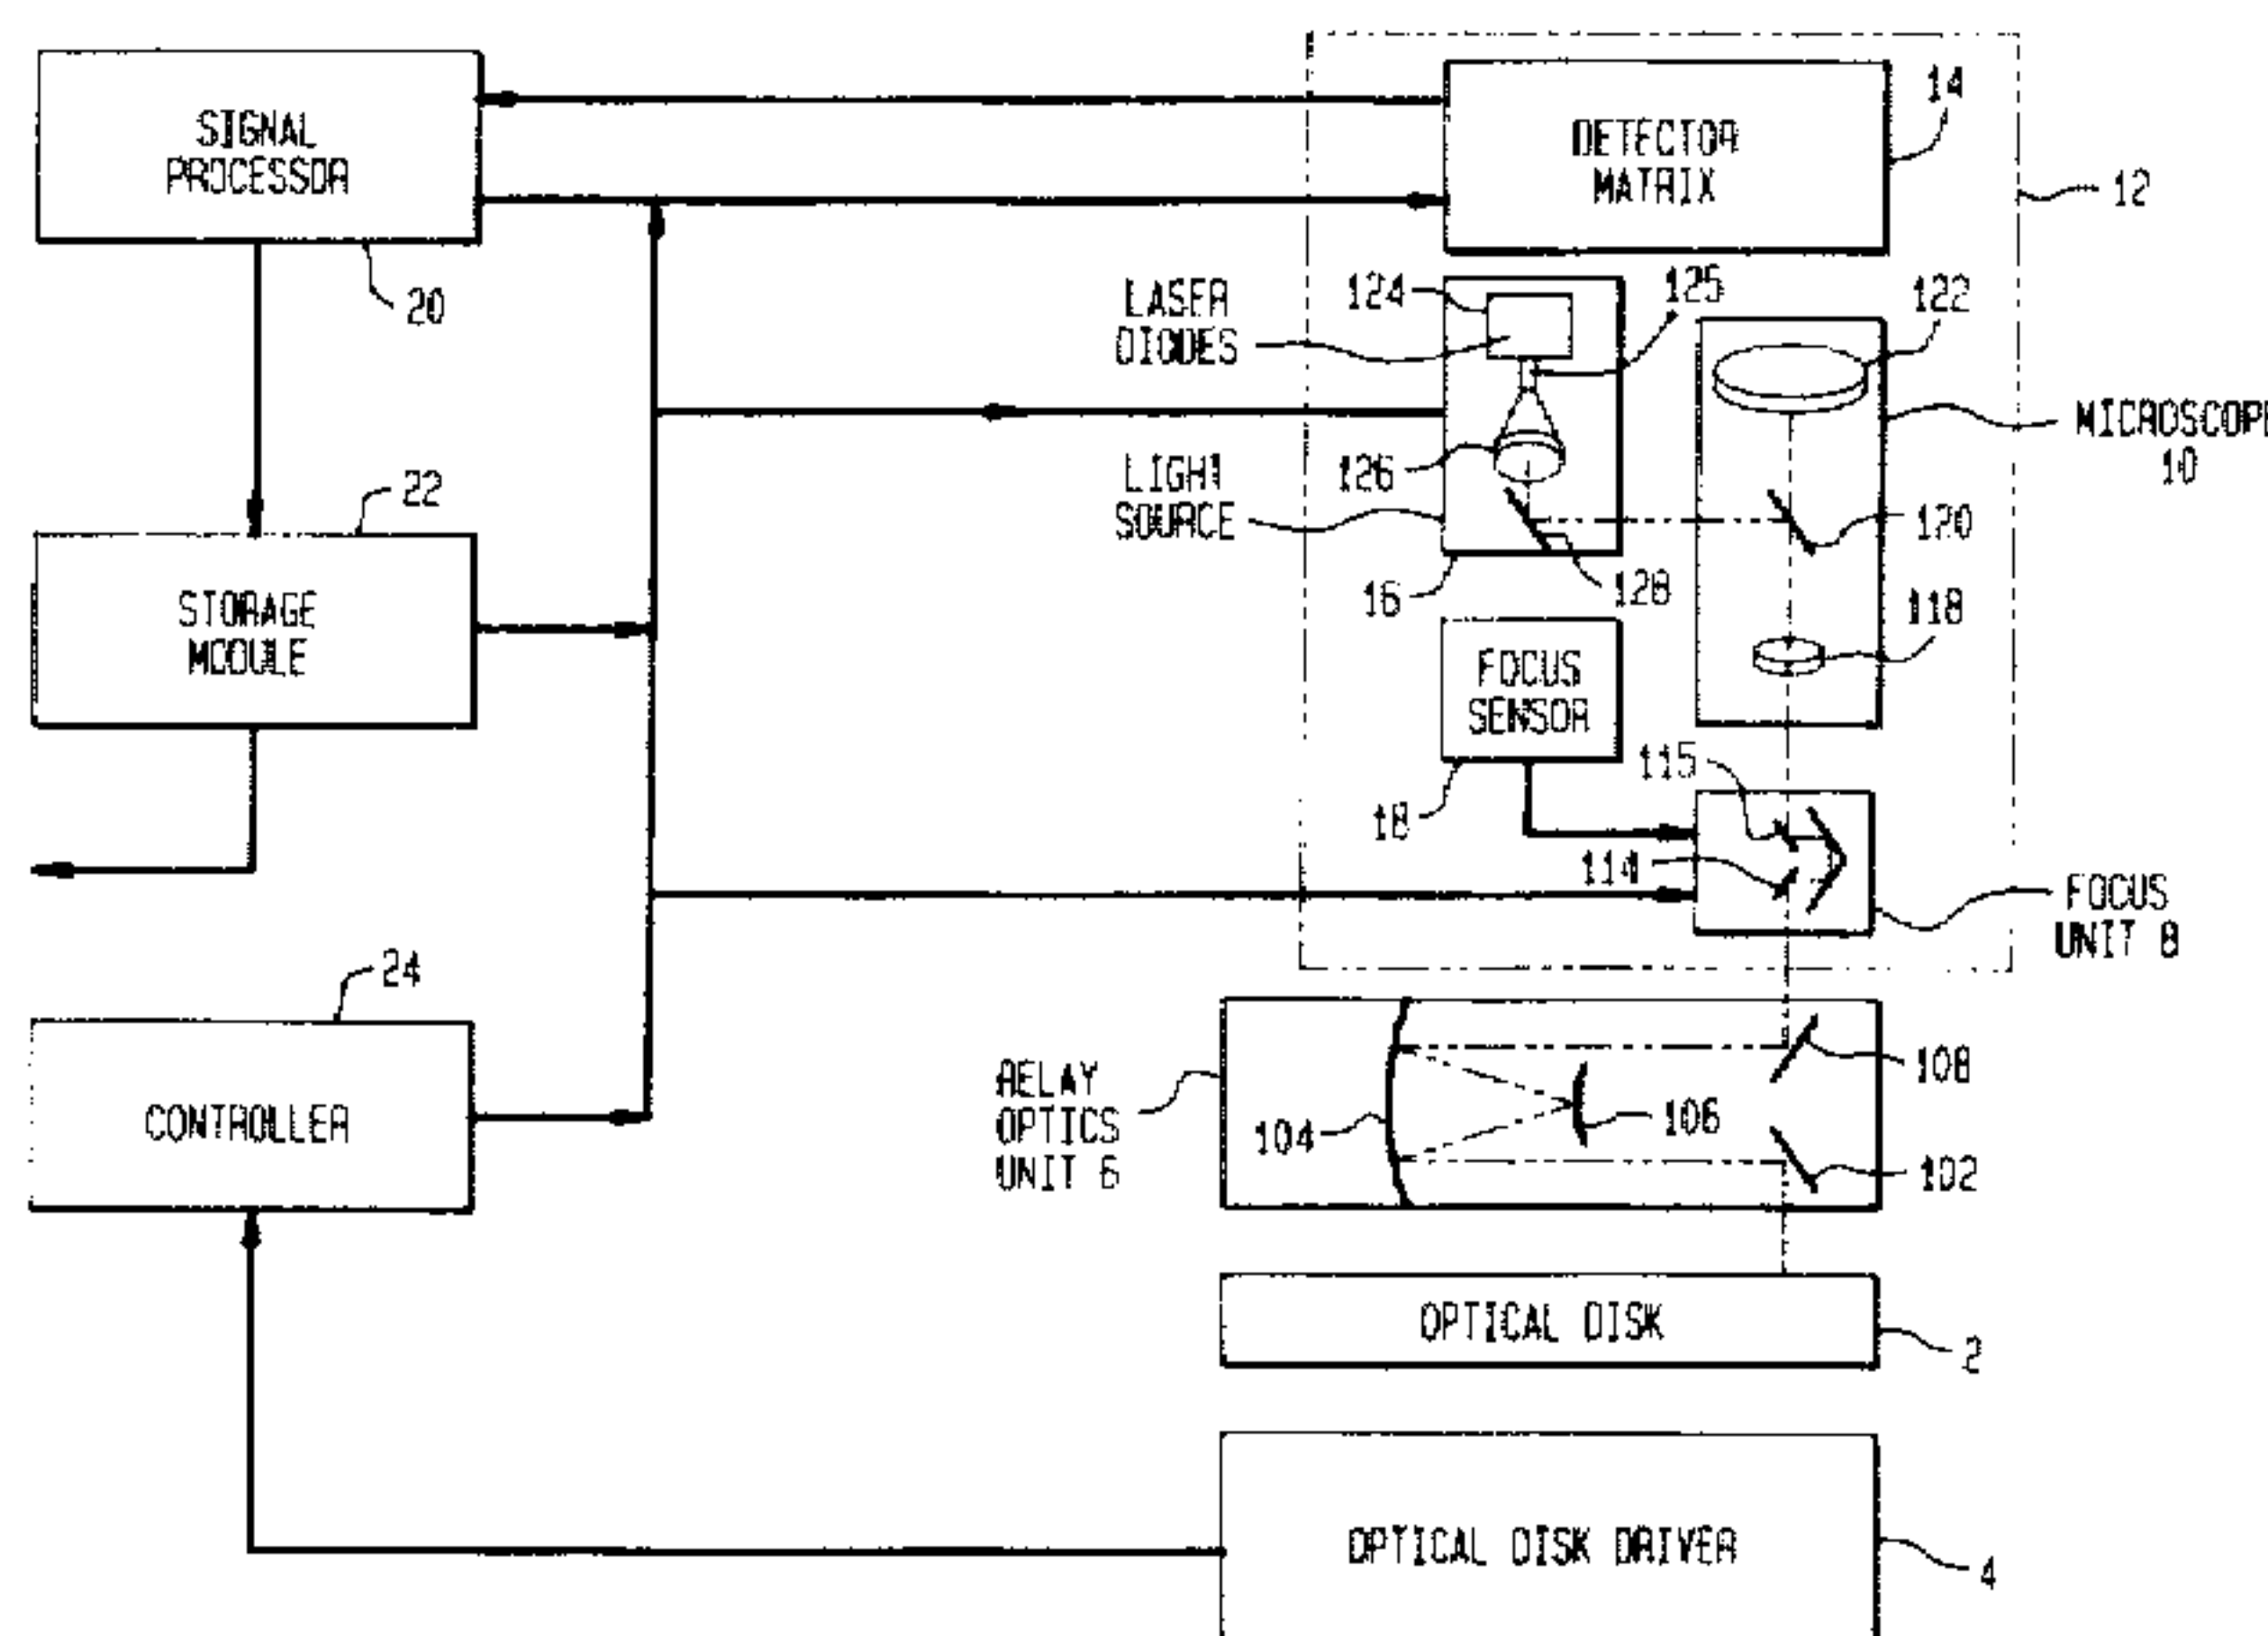 SIGNAL
PROCESSOR
20
DETECTOR
MATRIX
14
12
LASER
DIODES
124
125
122
126
LIGHT
SOURCE
128
16
MICROSCOPE
10
120
118
22
STORAGE
MODULE
FOCUS
SENSOR
18
115
114
FOCUS
UNIT 8
24
CONTROLLER
RELAY
OPTICS
UNIT 6
104
106
108
102
OPTICAL DISK
2
OPTICAL DISK DRIVER
4